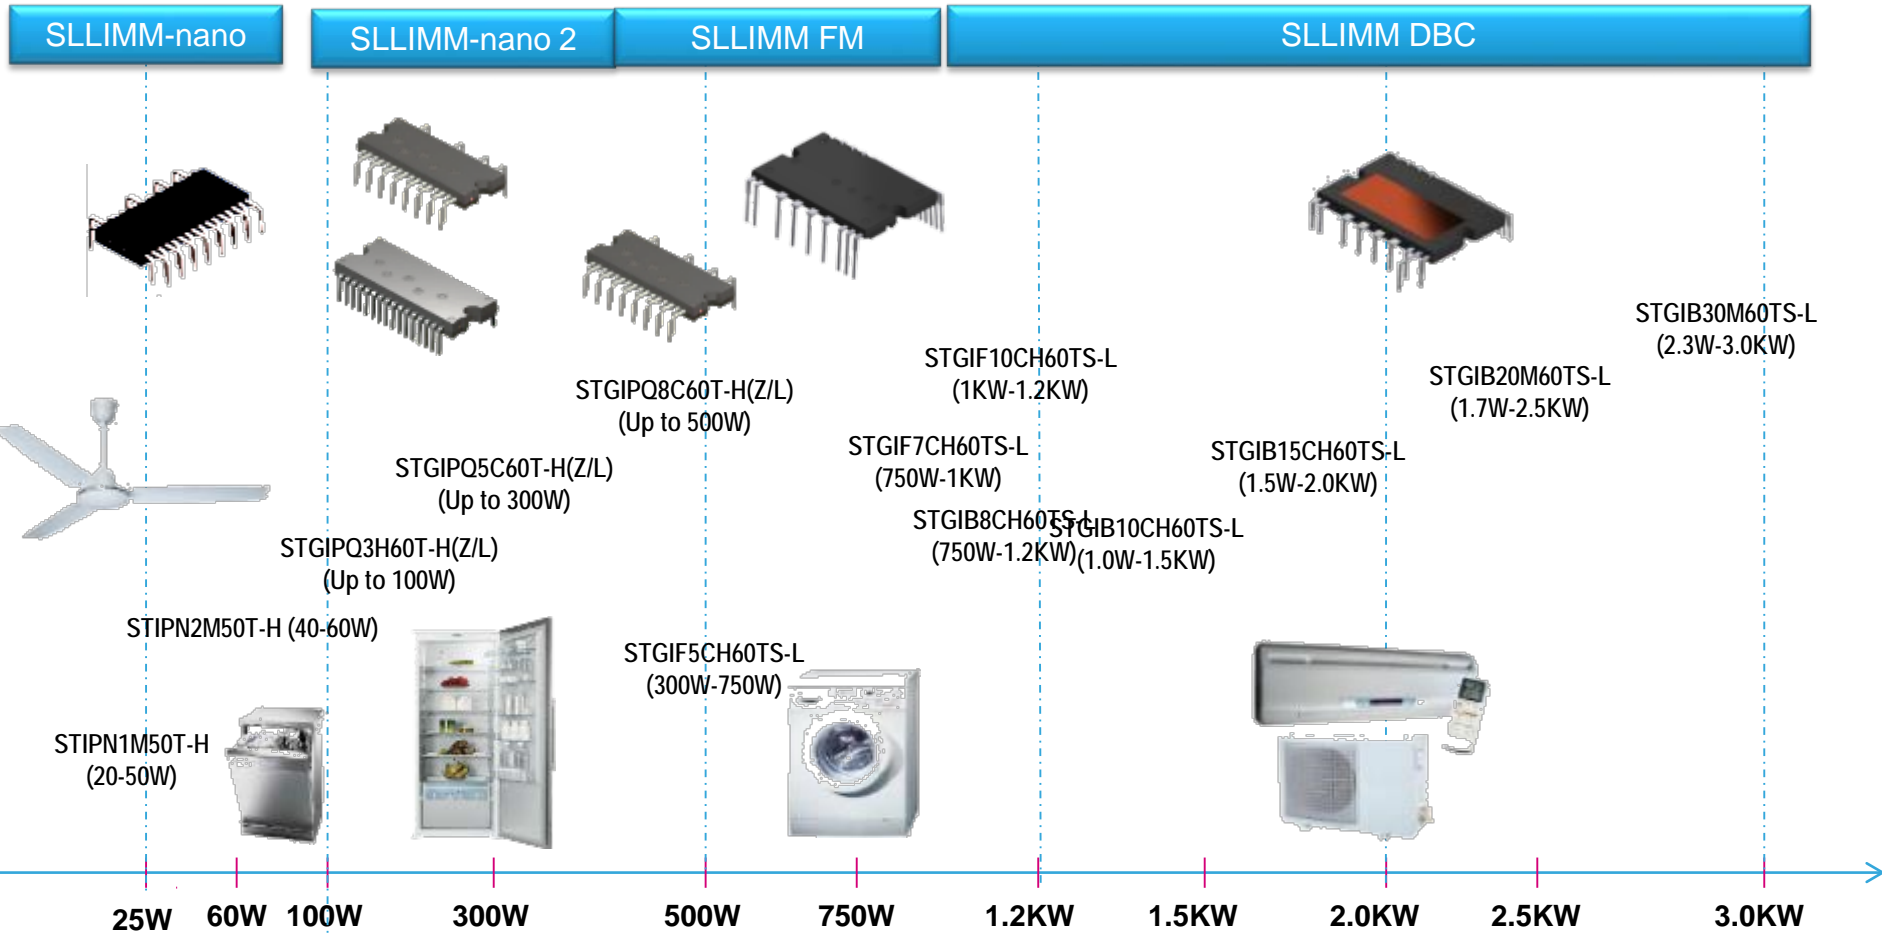 SLLIMM-nano
SLLIMM-nano 2
SLLIMM FM
SLLIMM DBC
STGIB30M60TS-L
(2.3W-3.0KW)
STGIF10CH60TS-L
(1KW-1.2KW)
STGIB20M60TS-L
(1.7W-2.5KW)
STGIPQ8C60T-H(Z/L)
(Up to 500W)
STGIF7CH60TS-L
(750W-1KW)
STGIB15CH60TS-L
(1.5W-2.0KW)
STGIPQ5C60T-H(Z/L)
(Up to 300W)
STGIB8CH60TS-L
(750W-1.2KW)
STGIB10CH60TS-L
(1.0W-1.5KW)
STGIPQ3H60T-H(Z/L)
(Up to 100W)
STIPN2M50T-H (40-60W)
STGIF5CH60TS-L
(300W-750W)
STIPN1M50T-H
(20-50W)
25W 60W 100W 300W 500W 750W 1.2KW 1.5KW 2.0KW 2.5KW 3.0KW